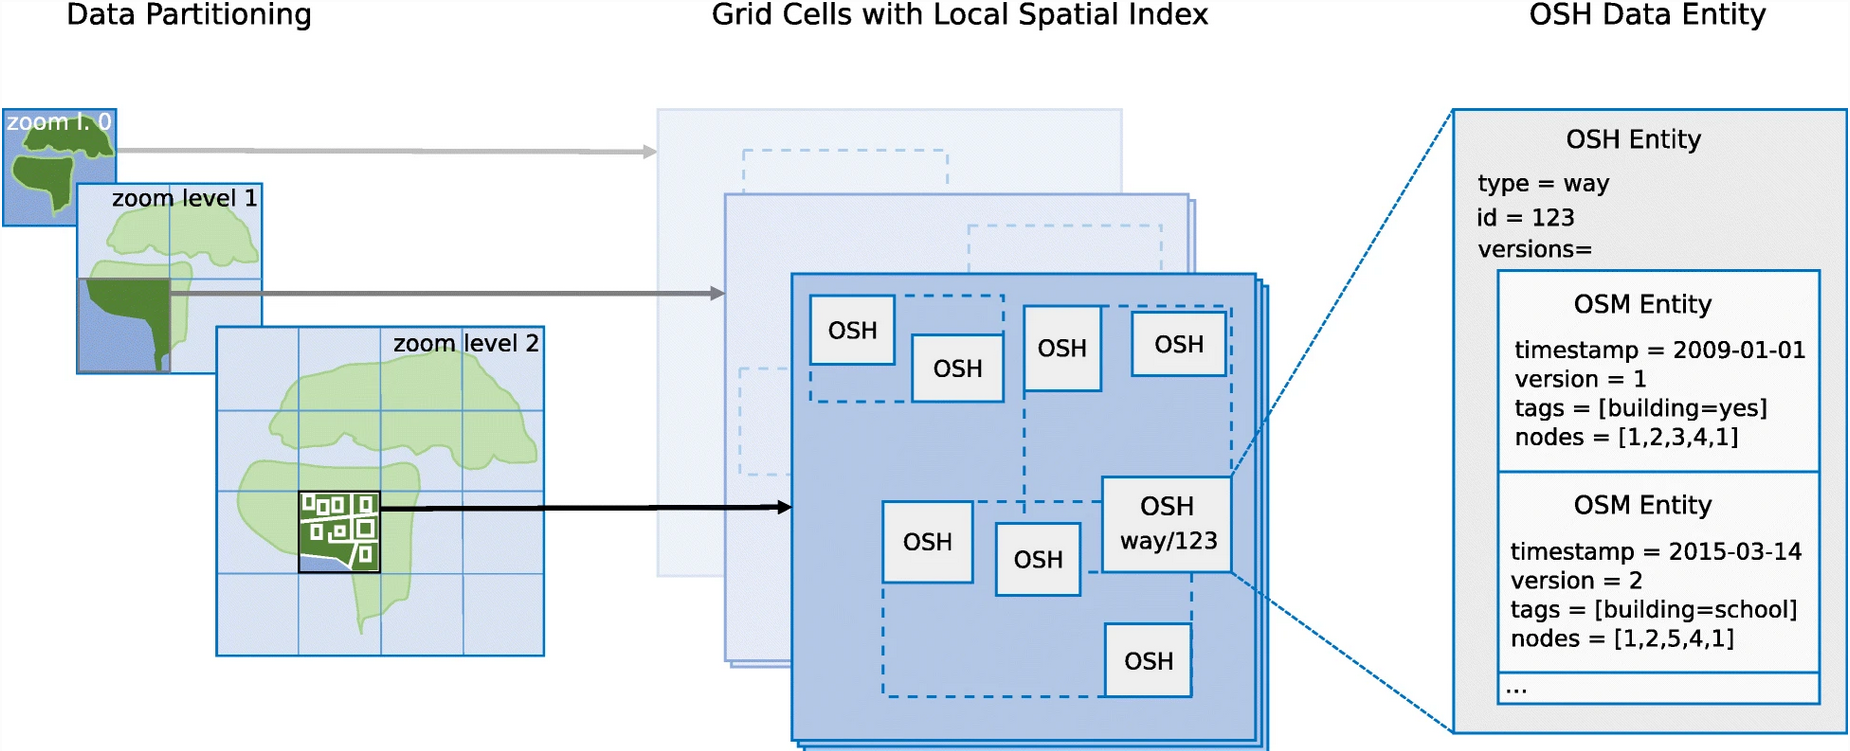 Data Partitioning
Grid Cells with Local Spatial Index
OSH Data Entity
zoom l. 0
zoom level 1
zoom level 2
OSH
OSH
OSH
OSH
OSH
OSH
OSH
way/123
OSH
OSH Entity
type = way
id = 123
versions=
OSM Entity
timestamp = 2009-01-01
version = 1
tags = [building=yes]
nodes = [1,2,3,4,1]
OSM Entity
timestamp = 2015-03-14
version = 2
tags = [building=school]
nodes = [1,2,5,4,1]
...